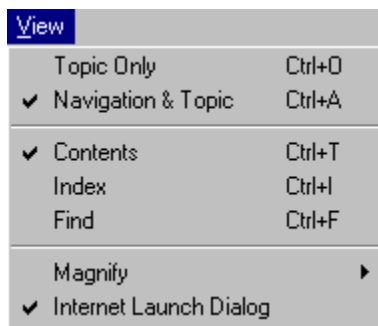 View
Topic Only Ctrl+O
✔ Navigation & Topic Ctrl+A
✔ Contents Ctrl+T
Index Ctrl+I
Find Ctrl+F
Magnify
✔ Internet Launch Dialog